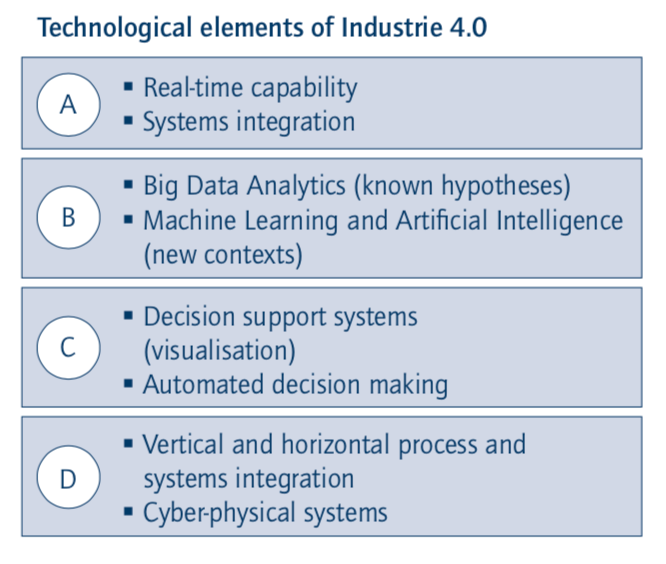 Technological elements of Industrie 4.0
A
▪ Real-time capability
▪ Systems integration
B
▪ Big Data Analytics (known hypotheses)
▪ Machine Learning and Artificial Intelligence
(new contexts)
C
▪ Decision support systems
(visualisation)
▪ Automated decision making
D
▪ Vertical and horizontal process and
systems integration
▪ Cyber-physical systems